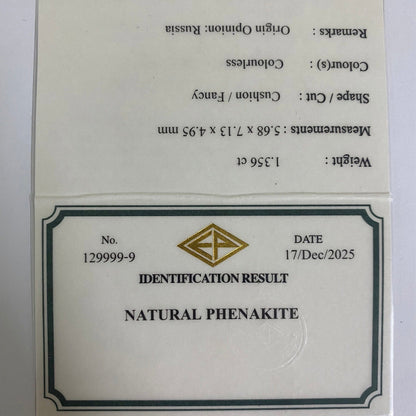 Remarks : Origin Opinion: Russia
Colour(s) : Colourless
Shape / Cut : Cushion / Fancy
Measurements : 5.68 x 7.13 x 4.95 mm
Weight : 1.356 ct
No. DATE
129999-9 17/Dec/2025
IDENTIFICATION RESULT
NATURAL PHENAKITE